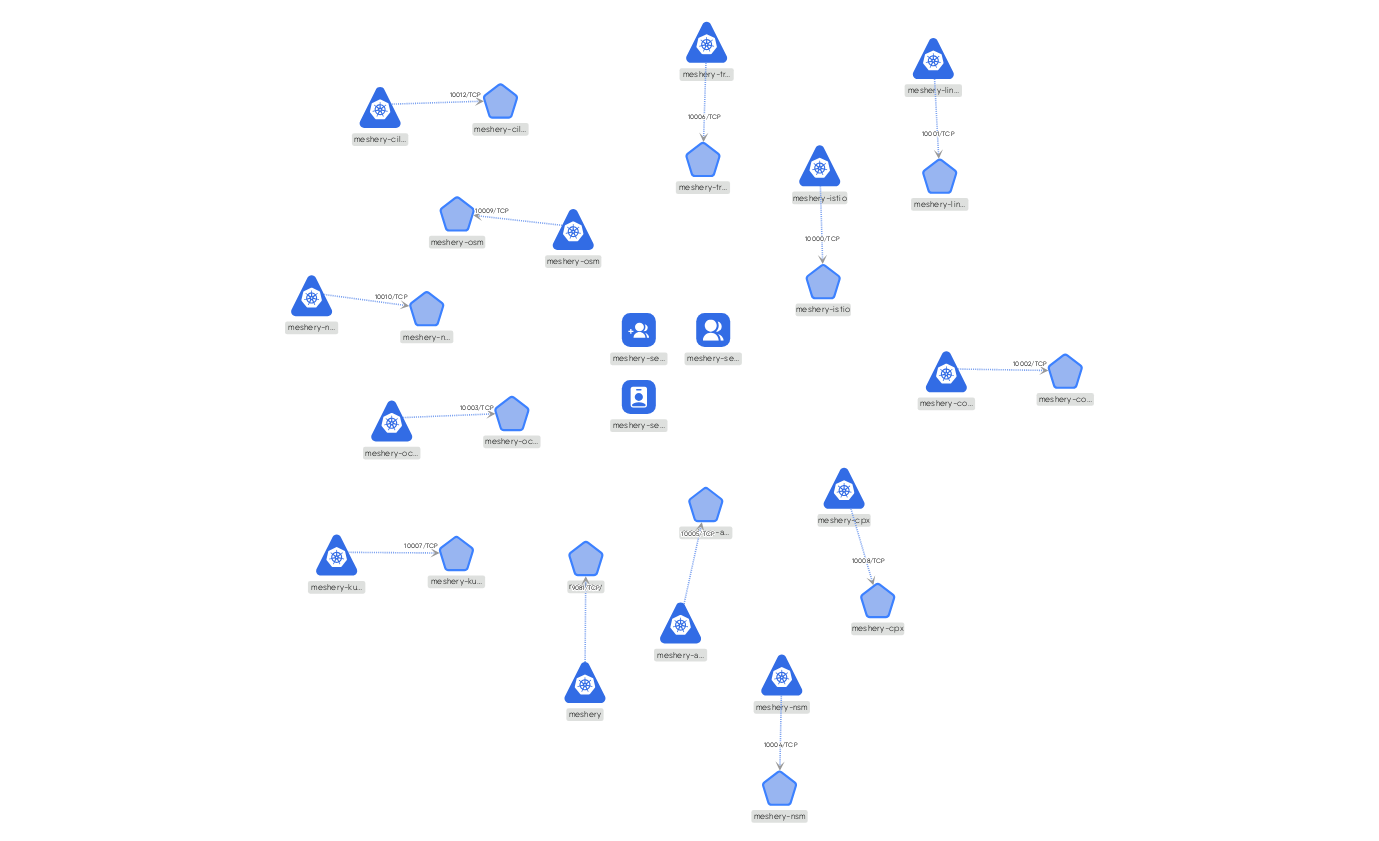 meshery-tr...
10006/TCP
meshery-tr...
meshery-lin...
10001/TCP
meshery-lin...
10012/TCP
meshery-cil...
meshery-cil...
meshery-istio
10000/TCP
meshery-istio
10009/TCP
meshery-osm
meshery-osm
10010/TCP
meshery-n...
meshery-n...
meshery-se...
meshery-se...
meshery-se...
10002/TCP
meshery-co...
meshery-co...
10003/TCP
meshery-oc...
meshery-oc...
meshery-cpx
10008/TCP
meshery-cpx
10005/TCP
-a...
meshery-a...
10007/TCP
meshery-ku...
meshery-ku...
9081/TCP
meshery
meshery-nsm
10004/TCP
meshery-nsm